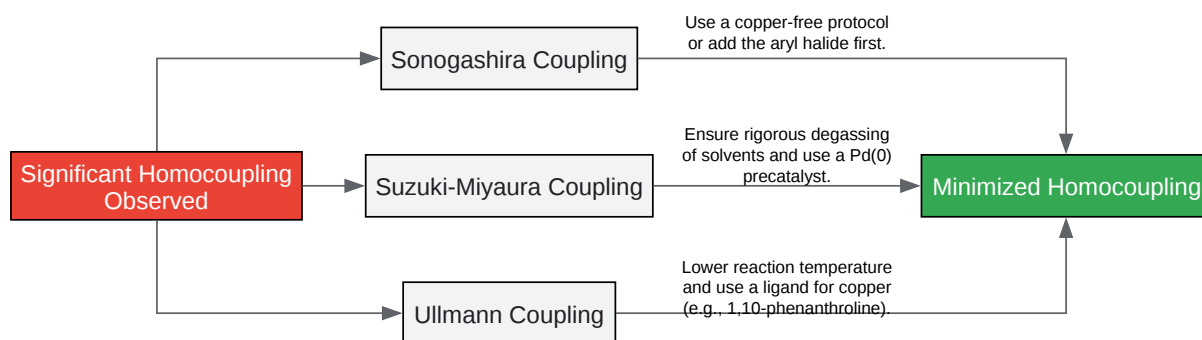 Use a copper-free protocol
or add the aryl halide first.
Sonogashira Coupling
Ensure rigorous degassing
of solvents and use a Pd(0)
precatalyst.
Significant Homocoupling
Observed
Suzuki-Miyaura Coupling
Minimized Homocoupling
Lower reaction temperature
and use a ligand for copper
(e.g., 1,10-phenanthroline).
Ullmann Coupling